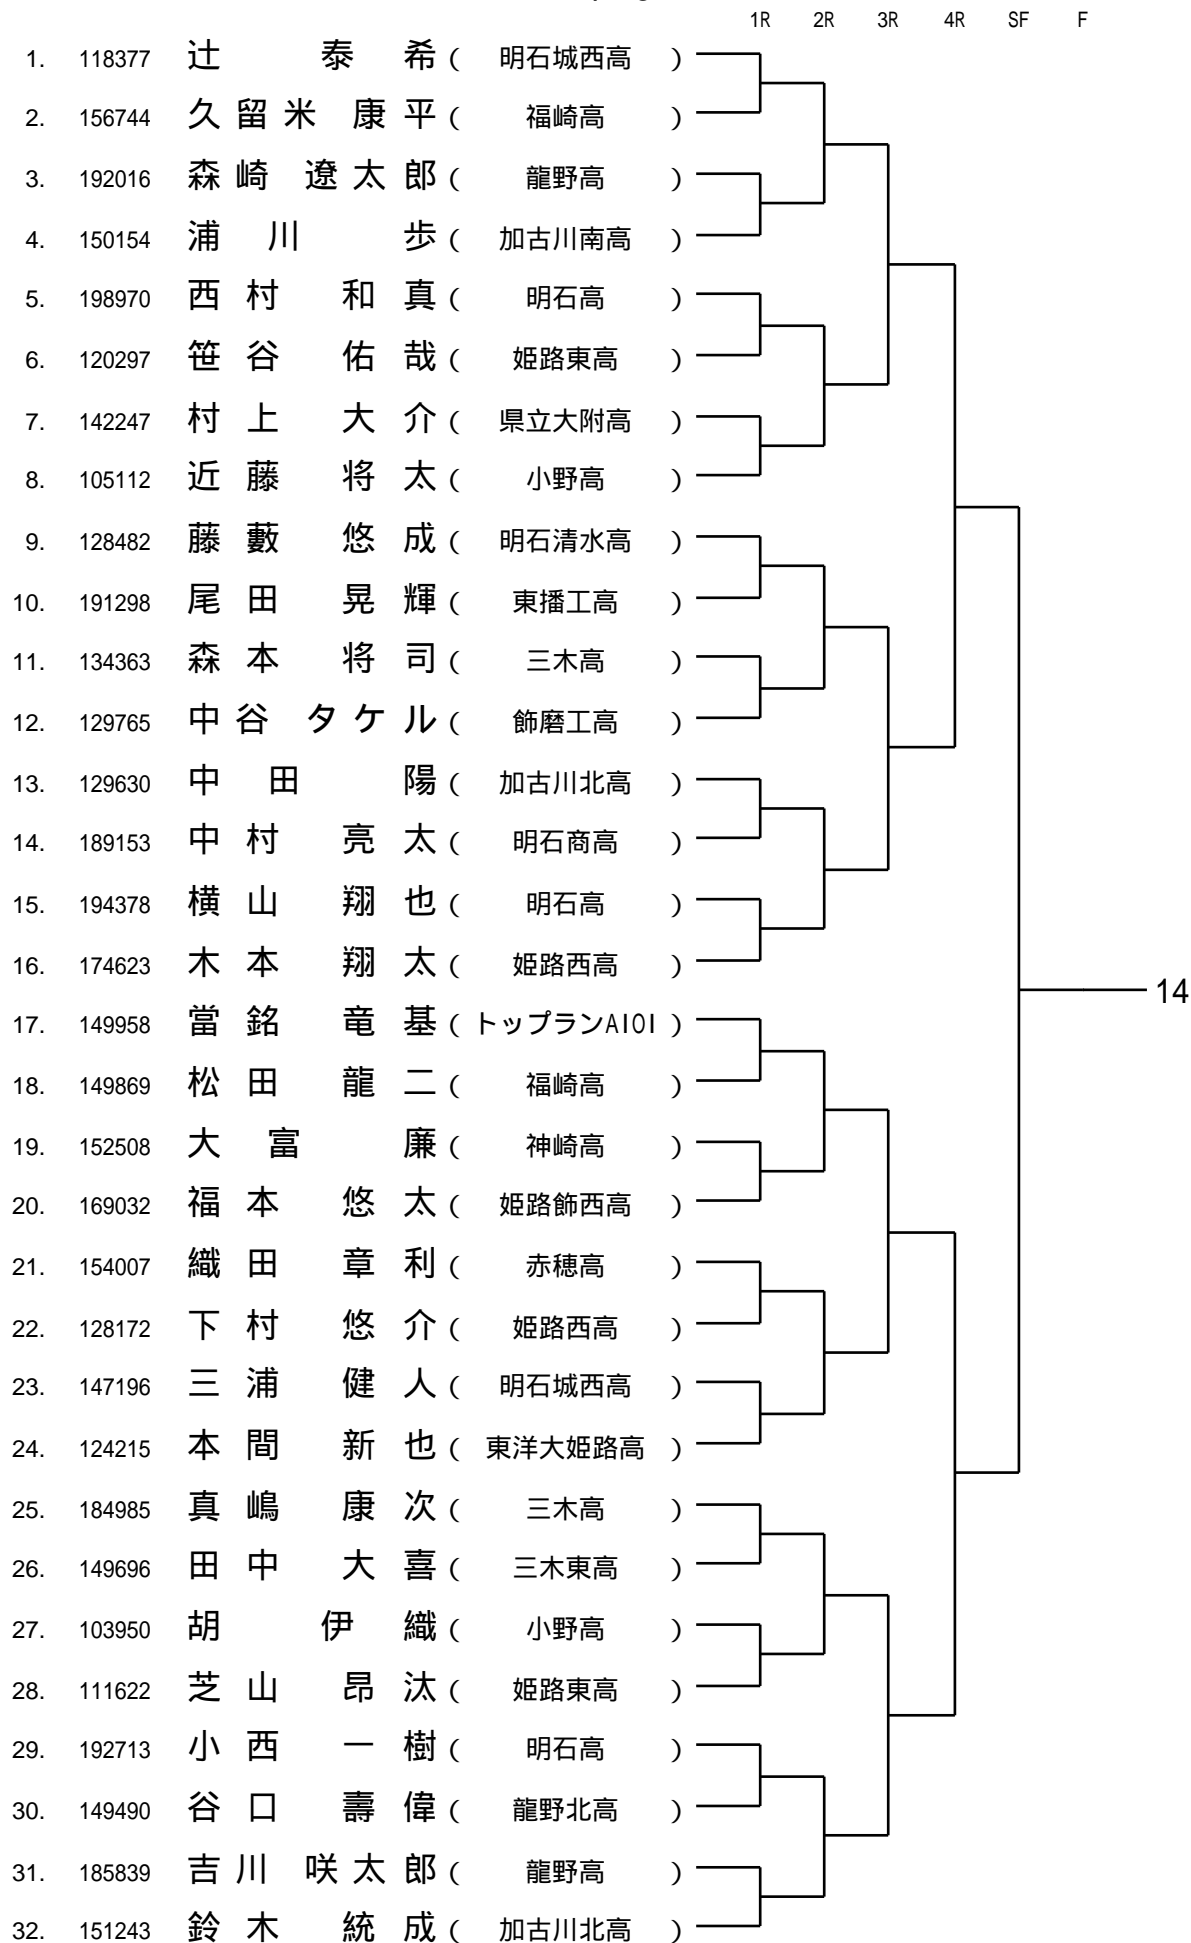 1R 2R 3R 4R SF F
1. 118377 辻 泰希 ( 明石城西高 )
2. 156744 久留米 康平 ( 福崎高 )
3. 192016 森崎 遼太郎 ( 龍野高 )
4. 150154 浦川 歩 ( 加古川南高 )
5. 198970 西村 和真 ( 明石高 )
6. 120297 笹谷 佑哉 ( 姫路東高 )
7. 142247 村上 大介 ( 県立大附高 )
8. 105112 近藤 将太 ( 小野高 )
9. 128482 藤藪 悠成 ( 明石清水高 )
10. 191298 尾田 晃輝 ( 東播工高 )
11. 134363 森本 将司 ( 三木高 )
12. 129765 中谷 タケル ( 飾磨工高 )
13. 129630 中田 陽 ( 加古川北高 )
14. 189153 中村 亮太 ( 明石商高 )
15. 194378 横山 翔也 ( 明石高 )
16. 174623 木本 翔太 ( 姫路西高 )
14
17. 149958 當銘 竜基 ( トップランAIOI )
18. 149869 松田 龍二 ( 福崎高 )
19. 152508 大富 廉 ( 神崎高 )
20. 169032 福本 悠太 ( 姫路飾西高 )
21. 154007 織田 章利 ( 赤穂高 )
22. 128172 下村 悠介 ( 姫路西高 )
23. 147196 三浦 健人 ( 明石城西高 )
24. 124215 本間 新也 ( 東洋大姫路高 )
25. 184985 真嶋 康次 ( 三木高 )
26. 149696 田中 大喜 ( 三木東高 )
27. 103950 胡 伊織 ( 小野高 )
28. 111622 芝山 昂汰 ( 姫路東高 )
29. 192713 小西 一樹 ( 明石高 )
30. 149490 谷口 壽偉 ( 龍野北高 )
31. 185839 吉川 咲太郎 ( 龍野高 )
32. 151243 鈴木 統成 ( 加古川北高 )